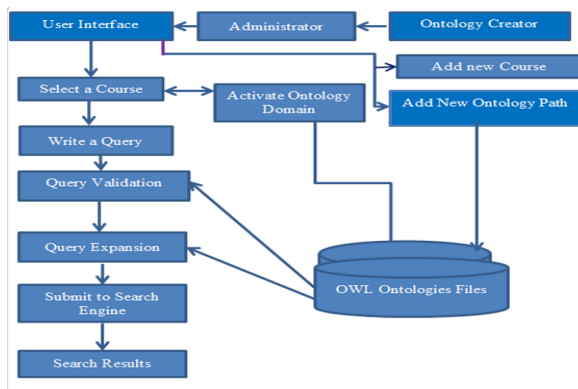 User Interface
Administrator
Ontology Creator
Add new Course
Select a Course
Activate Ontology
Domain
Add New Ontology Path
Write a Query
Query Validation
Query Expansion
OWL Ontologies Files
Submit to Search
Engine
Search Results